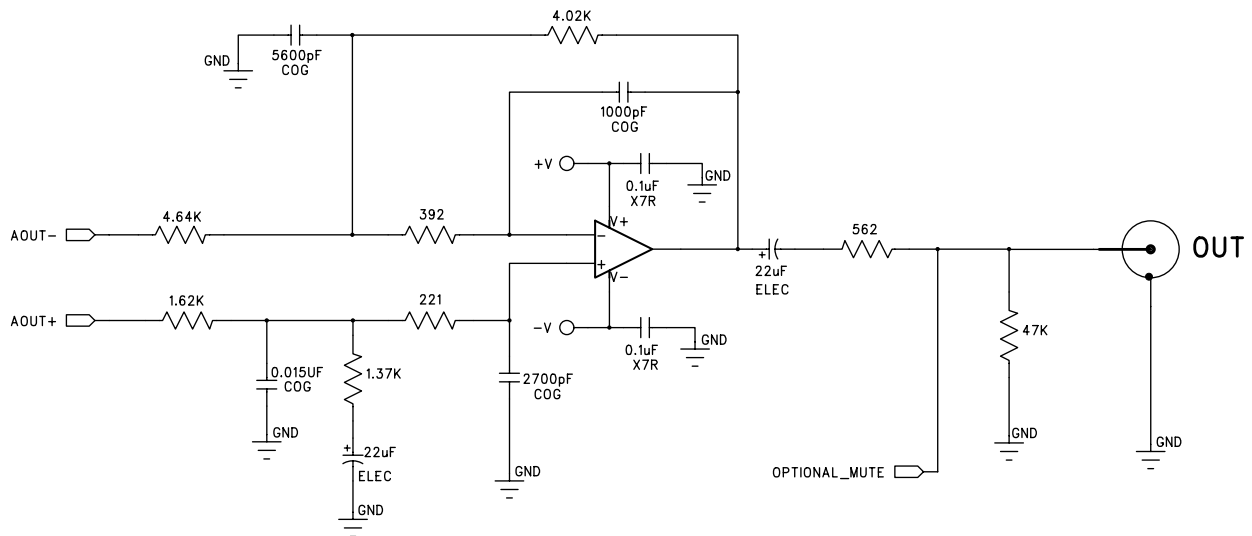 4.02K
GND
5600pF
COG
1000pF
COG
+V
GND
0.1uF
X7R
4.64K
392
V+
AOUT-
-
562
OUT
+
22uF
ELEC
+
V-
1.62K
221
AOUT+
-V
GND
47K
0.1uF
X7R
0.015UF
COG
1.37K
2700pF
COG
GND
GND
GND
+
22uF
ELEC
GND
OPTIONAL_MUTE
GND